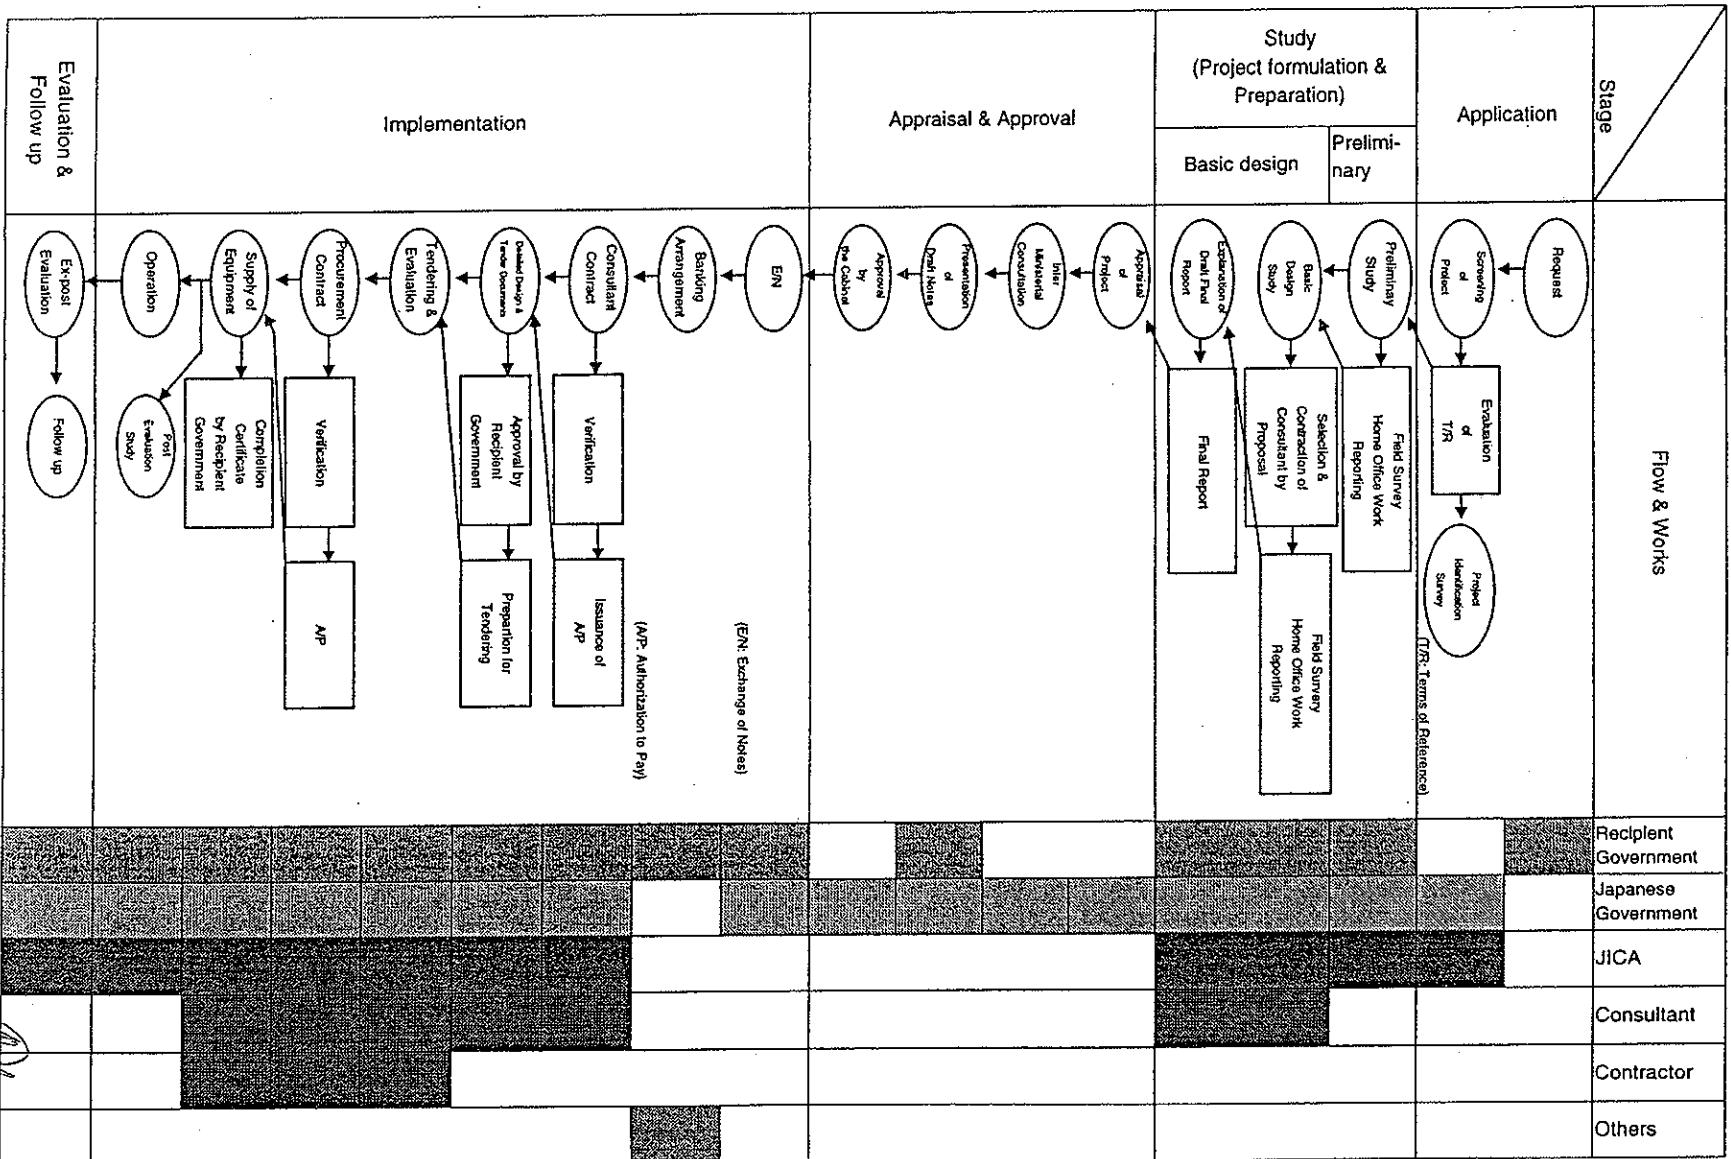 Stage
Flow & Works
Recipient
Government
Japanese
Government
JICA
Consultant
Contractor
Others
Application
Request
Screening
of
Project
Evaluation
of
T/R
Project
Identification
Survey
(T/R: Terms of Reference)
Study
(Project formulation &
Preparation)
Prelimi-
nary
Preliminay
Study
Field Survey
Home Office Work
Reporting
Basic design
Basic
Design
Study
Selection &
Contraction of
Consultant by
Proposal
Field Survery
Home Office Work
Reporting
Explanation of
Draft Final
Report
Final Report
Appraisal & Approval
Appraisal
of
Project
Inter
Ministerial
Consultation
Presentation
of
Draft Notes
Approval
by
the Cabinet
Implementation
E/N
(E/N: Exchange of Notes)
Banking
Arrangement
(A/P: Authorization to Pay)
Consultant
Contract
Verification
Issuance of
A/P
Detailed Design &
Tender Documents
Approval by
Recipient
Government
Prepartion for
Tendering
Tendering &
Evaluation
Procurement
Contract
Verification
A/P
Supply of
Equipment
Completion
Certificate
by Recipient
Government
Operation
Post
Evaluation
Study
Evaluation &
Follow up
Ex-post
Evaluation
Follow up